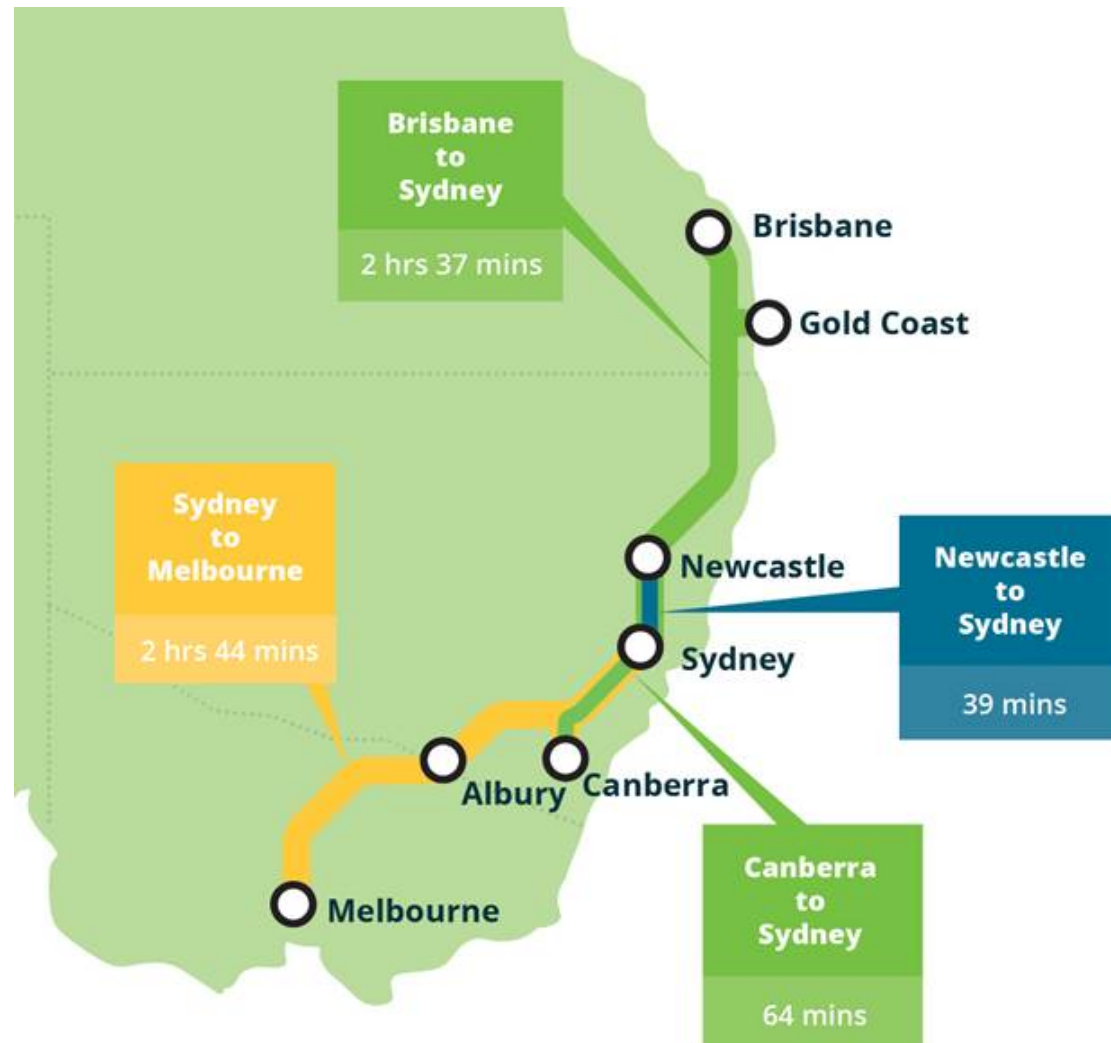 Brisbane
to
Sydney
2 hrs 37 mins
Brisbane
Gold Coast
Sydney
to
Melbourne
2 hrs 44 mins
Newcastle
Newcastle
to
Sydney
39 mins
Sydney
Albury
Canberra
Melbourne
Canberra
to
Sydney
64 mins